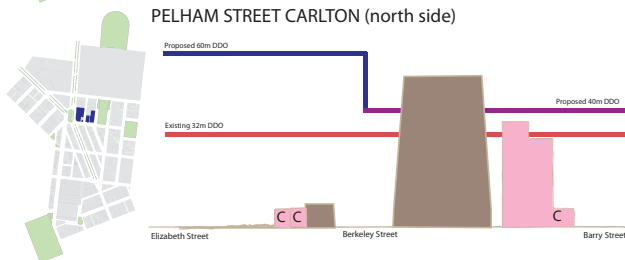 PELHAM STREET CARLTON (north side)
Proposed 60m DDO
Proposed 40m DDO
Existing 32m DDO
C C
C
Elizabeth Street
Berkeley Street
Barry Street